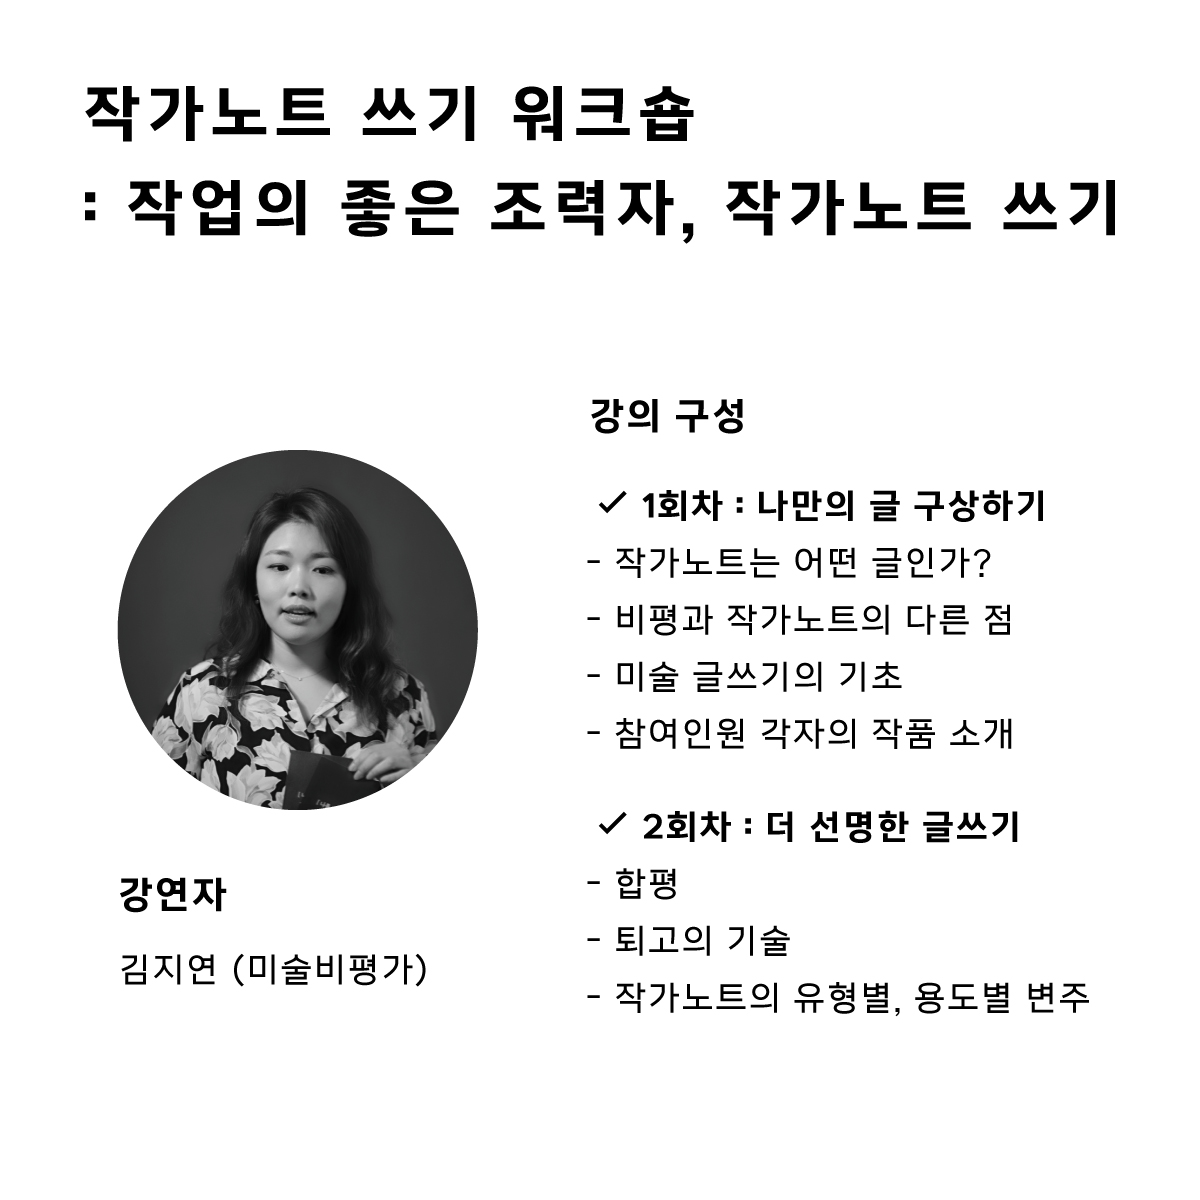 작가노트 쓰기 워크숍
: 작업의 좋은 조력자, 작가노트 쓰기
강의 구성
✓ 1회차 : 나만의 글 구상하기
- 작가노트는 어떤 글인가?
- 비평과 작가노트의 다른 점
- 미술 글쓰기의 기초
- 참여인원 각자의 작품 소개
✓ 2회차 : 더 선명한 글쓰기
- 합평
- 퇴고의 기술
- 작가노트의 유형별, 용도별 변주
강연자
김지연 (미술비평가)